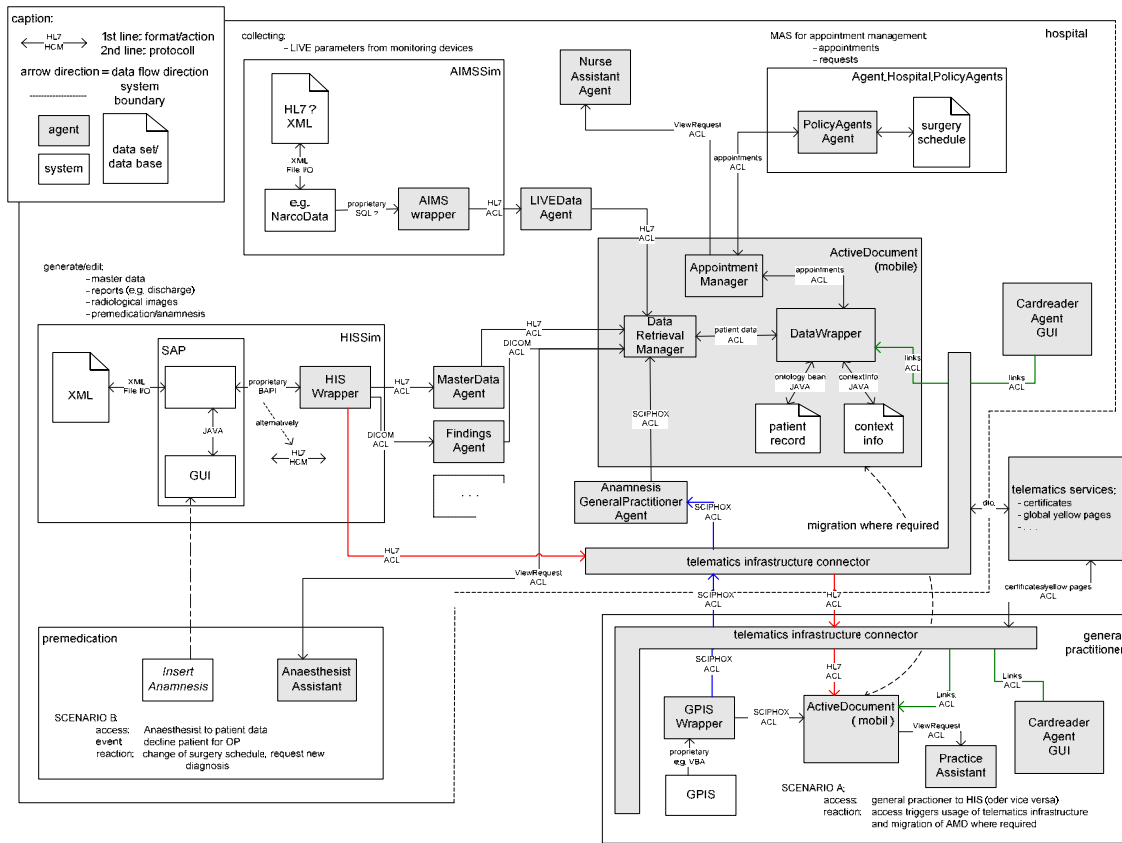 caption:
HL7
HCM
1st line: format/action
2nd line: protocoll
arrow direction = data flow direction
system
boundary
agent
system
data set/
data base
hospital
collecting:
- LIVE parameters from monitoring devices
AIMSSim
HL7 ?
XML
XML
File I/O
e.g.
NarcoData
proprietary
SQL ?
AIMS
wrapper
HL7
ACL
LIVEData
Agent
HL7
ACL
Nurse
Assistant
Agent
ViewRequest
ACL
MAS for appointment management:
- appointments
- requests
Agent.Hospital.PolicyAgents
PolicyAgents
Agent
surgery
schedule
appointments
ACL
ActiveDocument
(mobile)
Appointment
Manager
appointments
ACL
Data
Retrieval
Manager
patient data
ACL
DataWrapper
ontology bean
JAVA
contextInfo
JAVA
patient
record
context
info
Cardreader
Agent
GUI
links
ACL
links
ACL
generate/edit:
- master data
- reports (e.g. discharge)
- radiological images
- premedication/anamnesis
HISSim
SAP
XML
XML
File I/O
JAVA
GUI
proprietary
BAPI
alternatively
HL7
HCM
HIS
Wrapper
HL7
ACL
MasterData
Agent
DICOM
ACL
Findings
Agent
. . .
HL7
ACL
DICOM
ACL
SCIPHOX
ACL
Anamnesis
GeneralPractitioner
Agent
SCIPHOX
ACL
migration where required
HL7
ACL
telematics infrastructure connector
telematics services:
- certificates
- global yellow pages
- . . .
dio.
certificates/yellow pages
ACL
ViewRequest
ACL
SCIPHOX
ACL
HL7
ACL
premedication
Insert
Anamnesis
Anaesthesist
Assistant
SCENARIO B:
access: Anaesthesist to patient data
event: decline patient for OP
reaction: change of surgery schedule, request new
diagnosis
telematics infrastructure connector
general
practitioner
SCIPHOX
ACL
HL7
ACL
Links
ACL
Links
ACL
GPIS
Wrapper
SCIPHOX
ACL
ActiveDocument
( mobil )
ViewRequest
ACL
Practice
Assistant
Cardreader
Agent
GUI
proprietary
e.g. VBA
GPIS
SCENARIO A:
access: general practioner to HIS (oder vice versa)
reaction: access triggers usage of telematics infrastructure
and migration of AMD where required